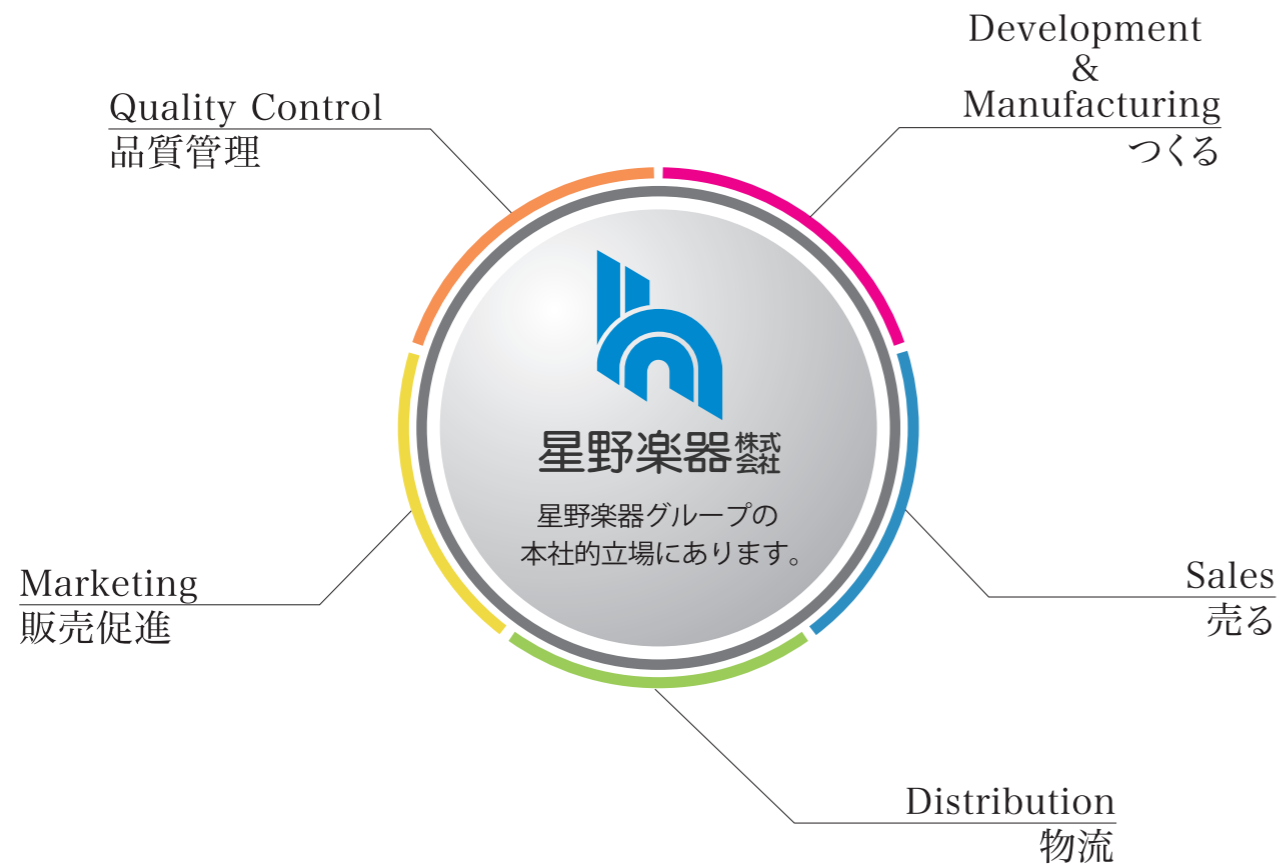 Development
&
Manufacturing
つくる
Quality Control
品質管理
星野楽器株式会社
星野楽器グループの
本社的立場にあります。
Marketing
販売促進
Sales
売る
Distribution
物流